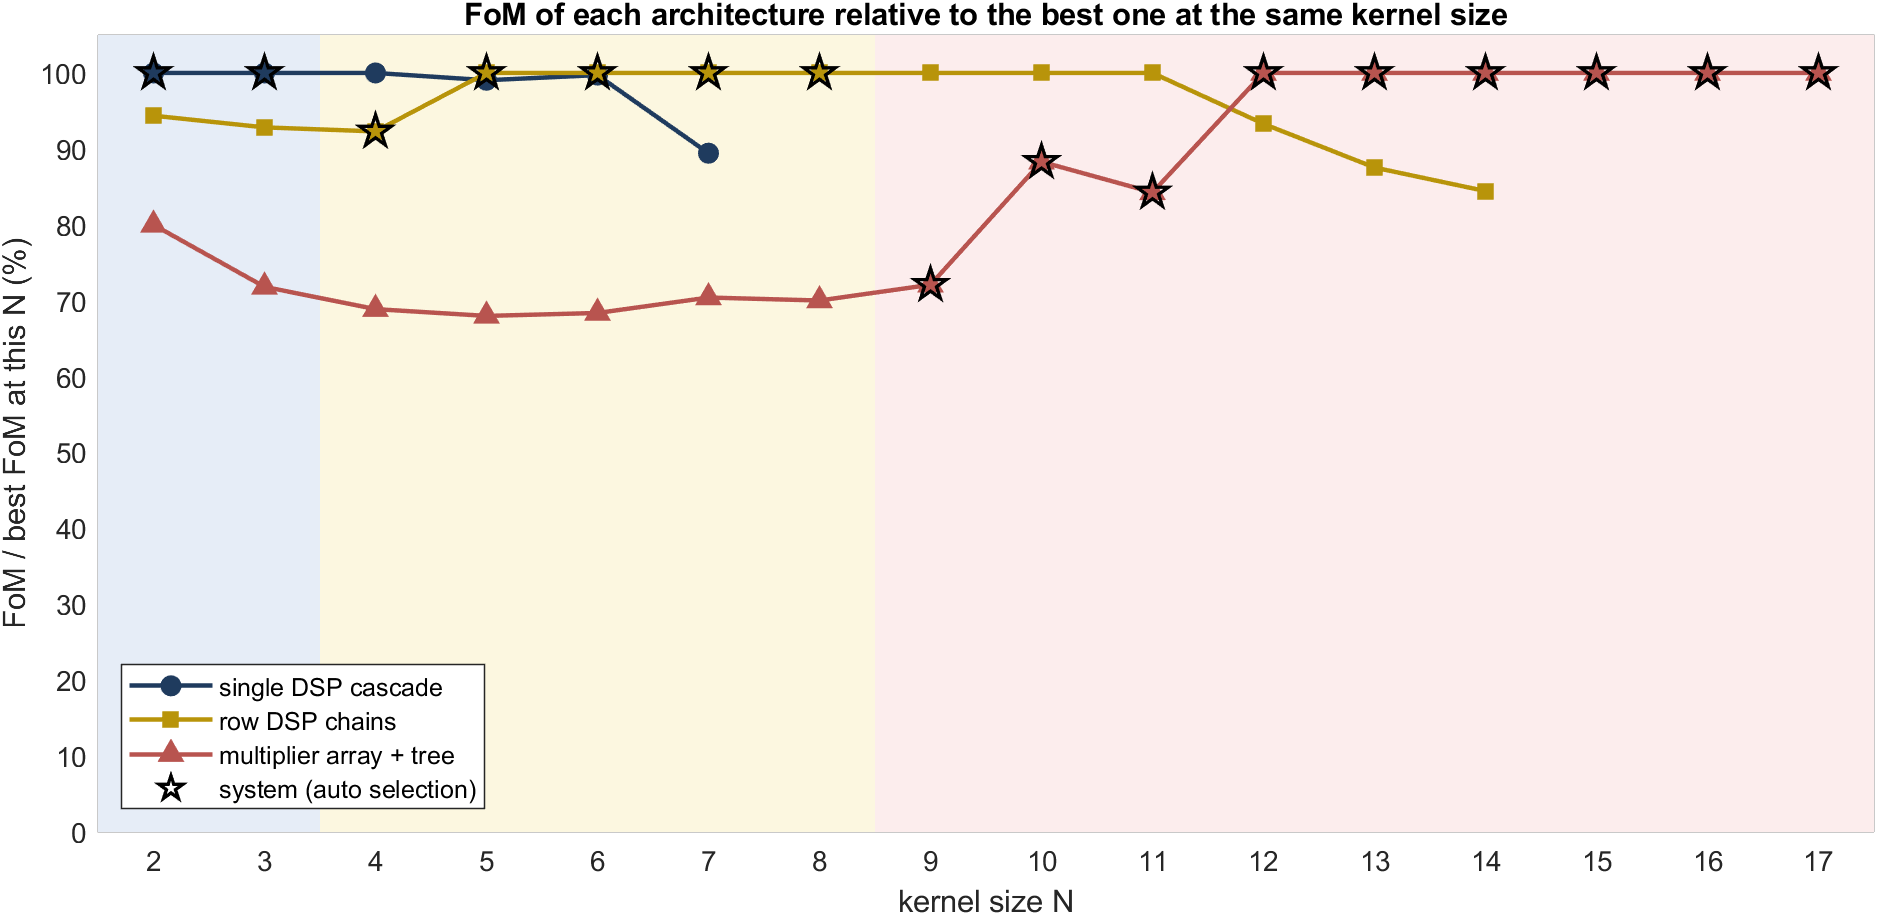 FoM of each architecture relative to the best one at the same kernel size
FoM / best FoM at this N (%)
100
90
80
70
60
50
40
30
20
10
0
single DSP cascade
row DSP chains
multiplier array + tree
system (auto selection)
2 3 4 5 6 7 8 9 10 11 12 13 14 15 16 17
kernel size N